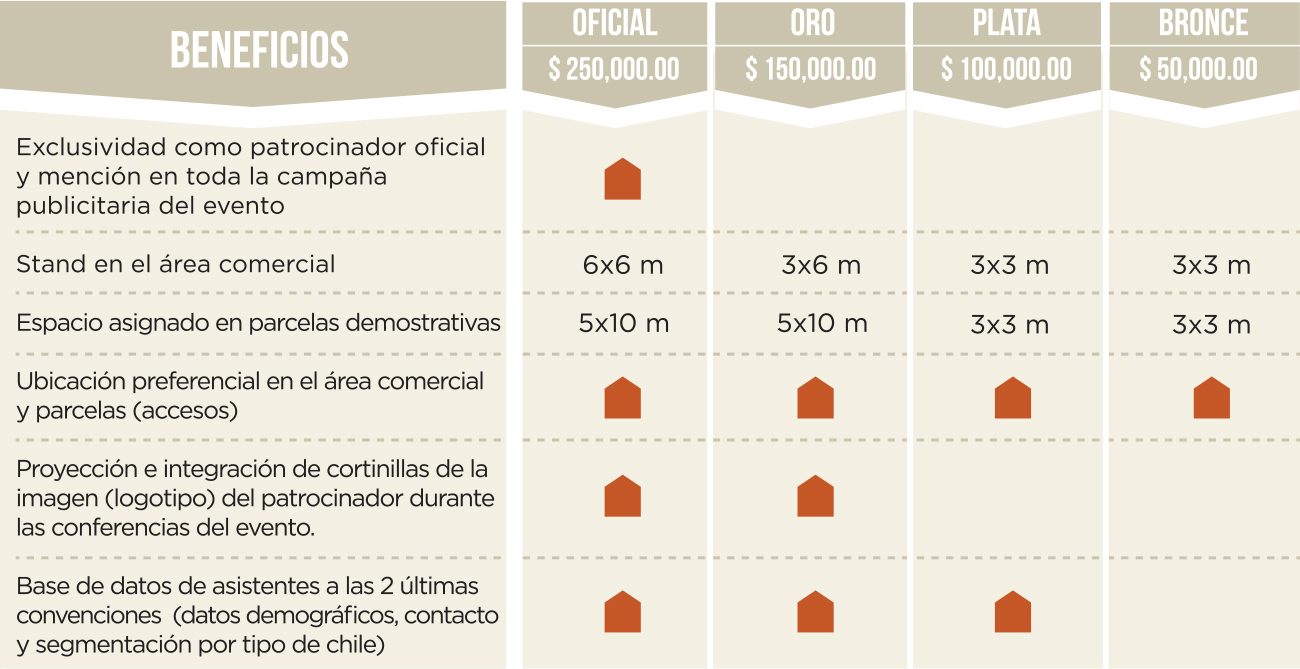 BENEFICIOS
OFICIAL ORO PLATA BRONCE
$ 250,000.00 $ 150,000.00 $ 100,000.00 $ 50,000.00
Exclusividad como patrocinador oficial
y mención en toda la campaña
publicitaria del evento
Stand en el área comercial 6x6 m 3x6 m 3x3 m 3x3 m
Espacio asignado en parcelas demostrativas 5x10 m 5x10 m 3x3 m 3x3 m
Ubicación preferencial en el área comercial
y parcelas (accesos)
Proyección e integración de cortinillas de la
imagen (logotipo) del patrocinador durante
las conferencias del evento.
Base de datos de asistentes a las 2 últimas
convenciones (datos demográficos, contacto
y segmentación por tipo de chile)